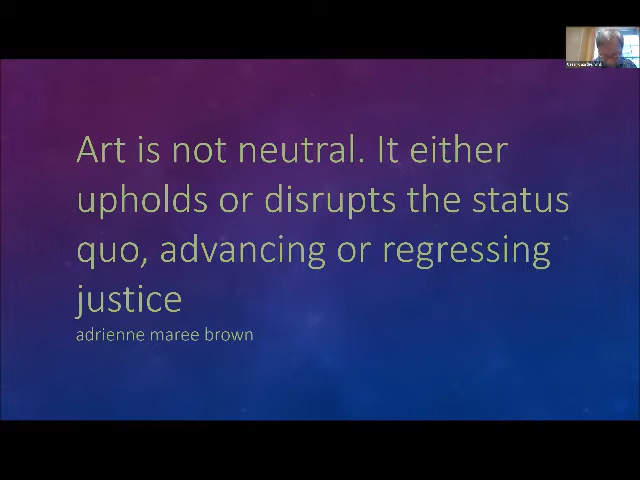 Art is not neutral. It either
upholds or disrupts the status
quo, advancing or regressing
justice
adrienne maree brown